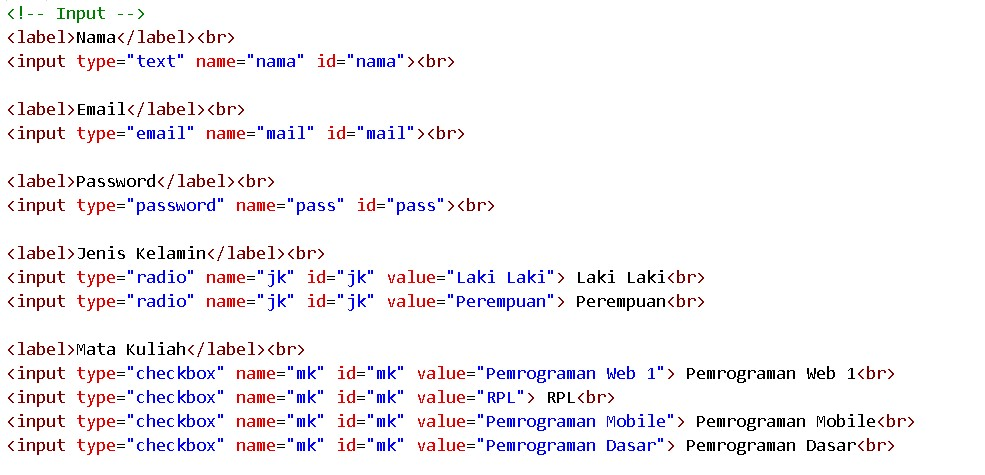 <!-- Input -->
<label>Nama</label><br>
<input type="text" name="nama" id="nama"><br>
<label>Email</label><br>
<input type="email" name="mail" id="mail"><br>
<label>Password</label><br>
<input type="password" name="pass" id="pass"><br>
<label>Jenis Kelamin</label><br>
<input type="radio" name="jk" id="jk" value="Laki Laki"> Laki Laki<br>
<input type="radio" name="jk" id="jk" value="Perempuan"> Perempuan<br>
<label>Mata Kuliah</label><br>
<input type="checkbox" name="mk" id="mk" value="Pemrograman Web 1"> Pemrograman Web 1<br>
<input type="checkbox" name="mk" id="mk" value="RPL"> RPL<br>
<input type="checkbox" name="mk" id="mk" value="Pemrograman Mobile"> Pemrograman Mobile<br>
<input type="checkbox" name="mk" id="mk" value="Pemrograman Dasar"> Pemrograman Dasar<br>